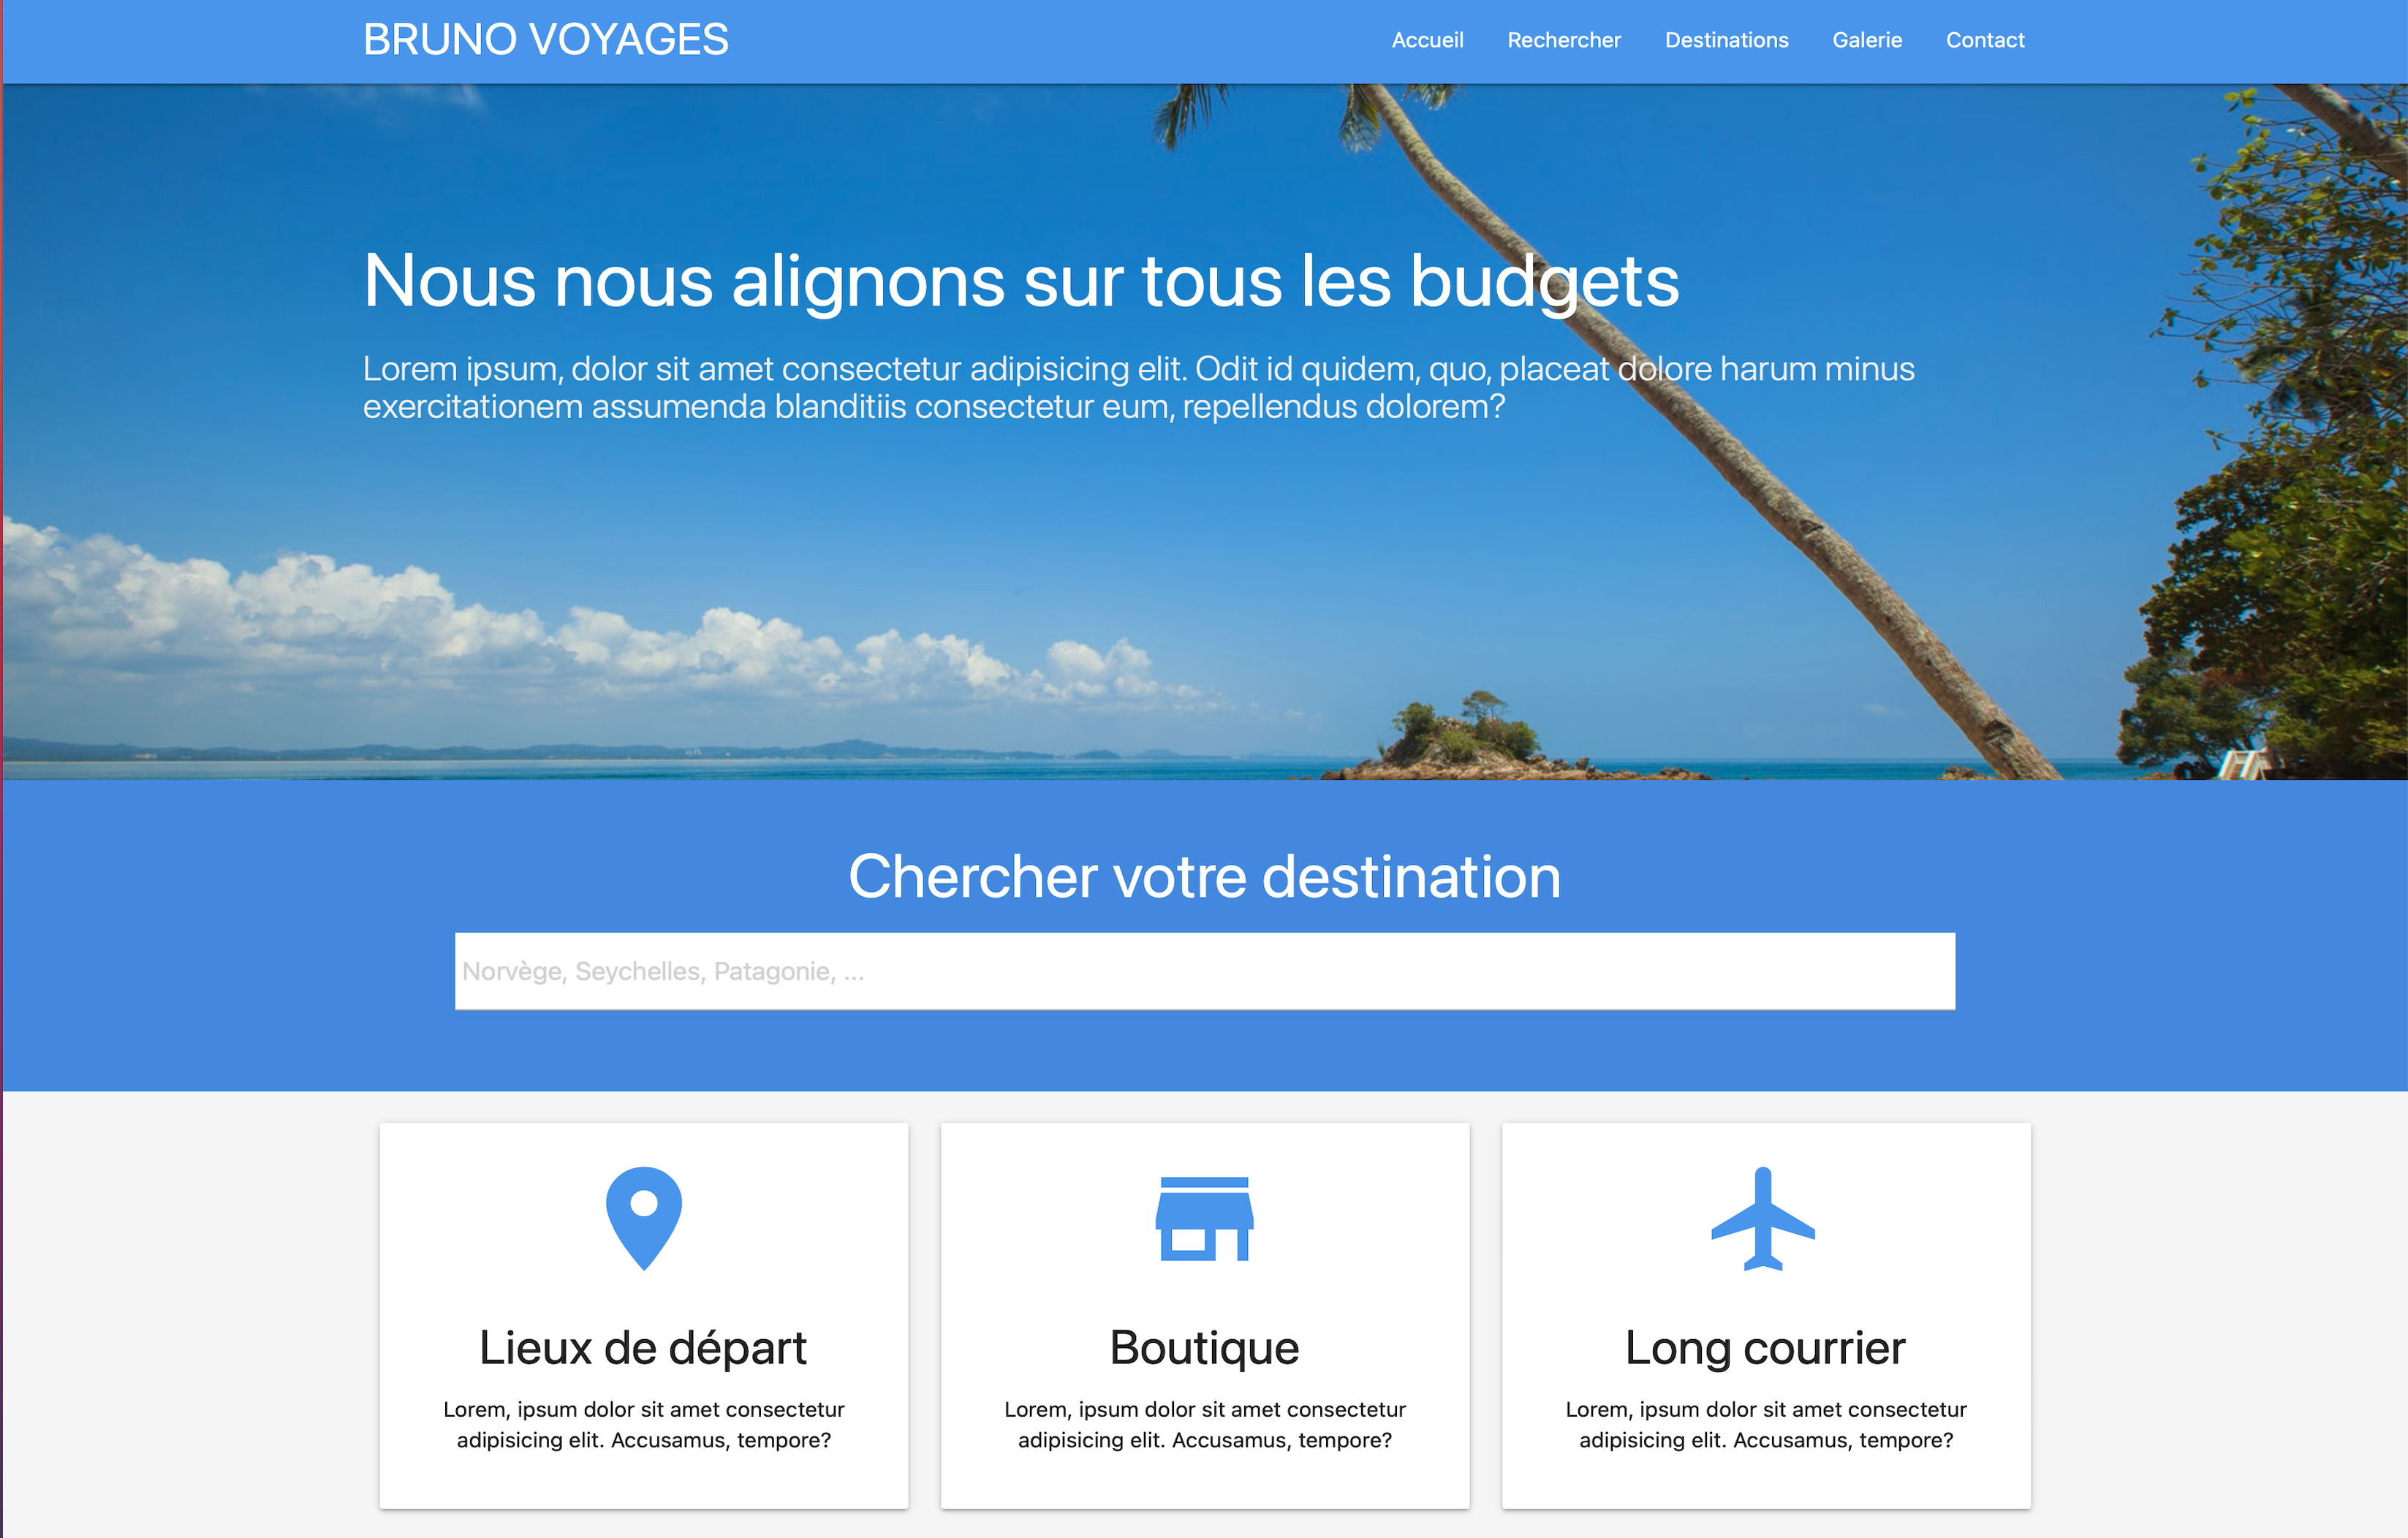 BRUNO VOYAGES
Accueil Rechercher Destinations Galerie Contact
Nous nous alignons sur tous les budgets
Lorem ipsum, dolor sit amet consectetur adipisicing elit. Odit id quidem, quo, placeat dolore harum minus
exercitationem assumenda blanditiis consectetur eum, repellendus dolorem?
Chercher votre destination
Norvège, Seychelles, Patagonie, ...
Lieux de départ
Lorem, ipsum dolor sit amet consectetur
adipisicing elit. Accusamus, tempore?
Boutique
Lorem, ipsum dolor sit amet consectetur
adipisicing elit. Accusamus, tempore?
Long courrier
Lorem, ipsum dolor sit amet consectetur
adipisicing elit. Accusamus, tempore?